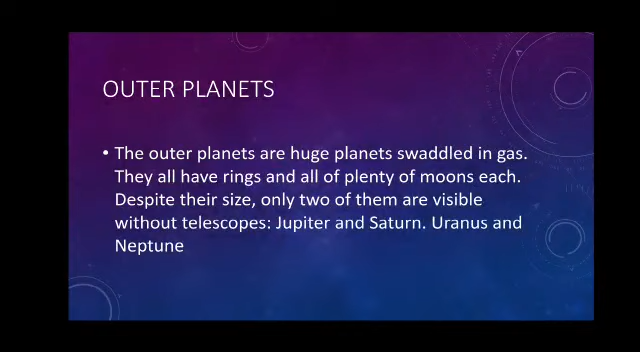 OUTER PLANETS
• The outer planets are huge planets swaddled in gas.
They all have rings and all of plenty of moons each.
Despite their size, only two of them are visible
without telescopes: Jupiter and Saturn. Uranus and
Neptune